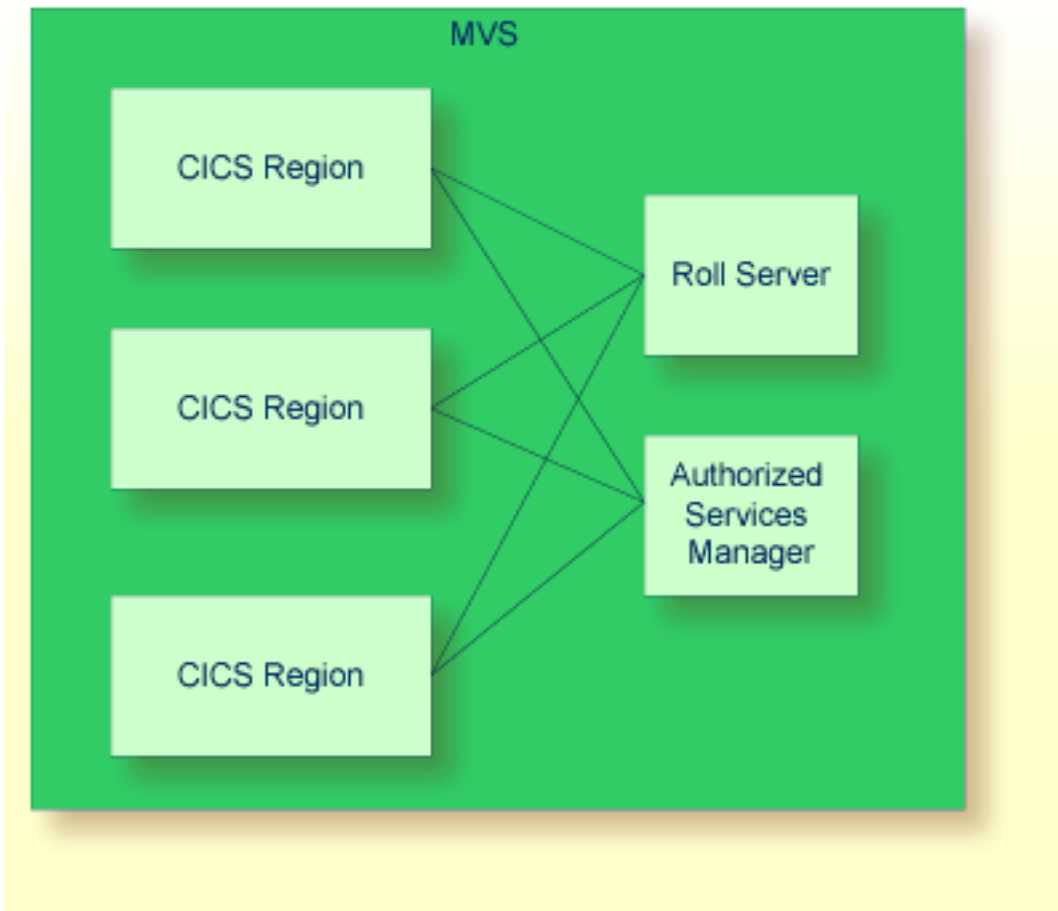 MVS
CICS Region
Roll Server
CICS Region
Authorized
Services
Manager
CICS Region